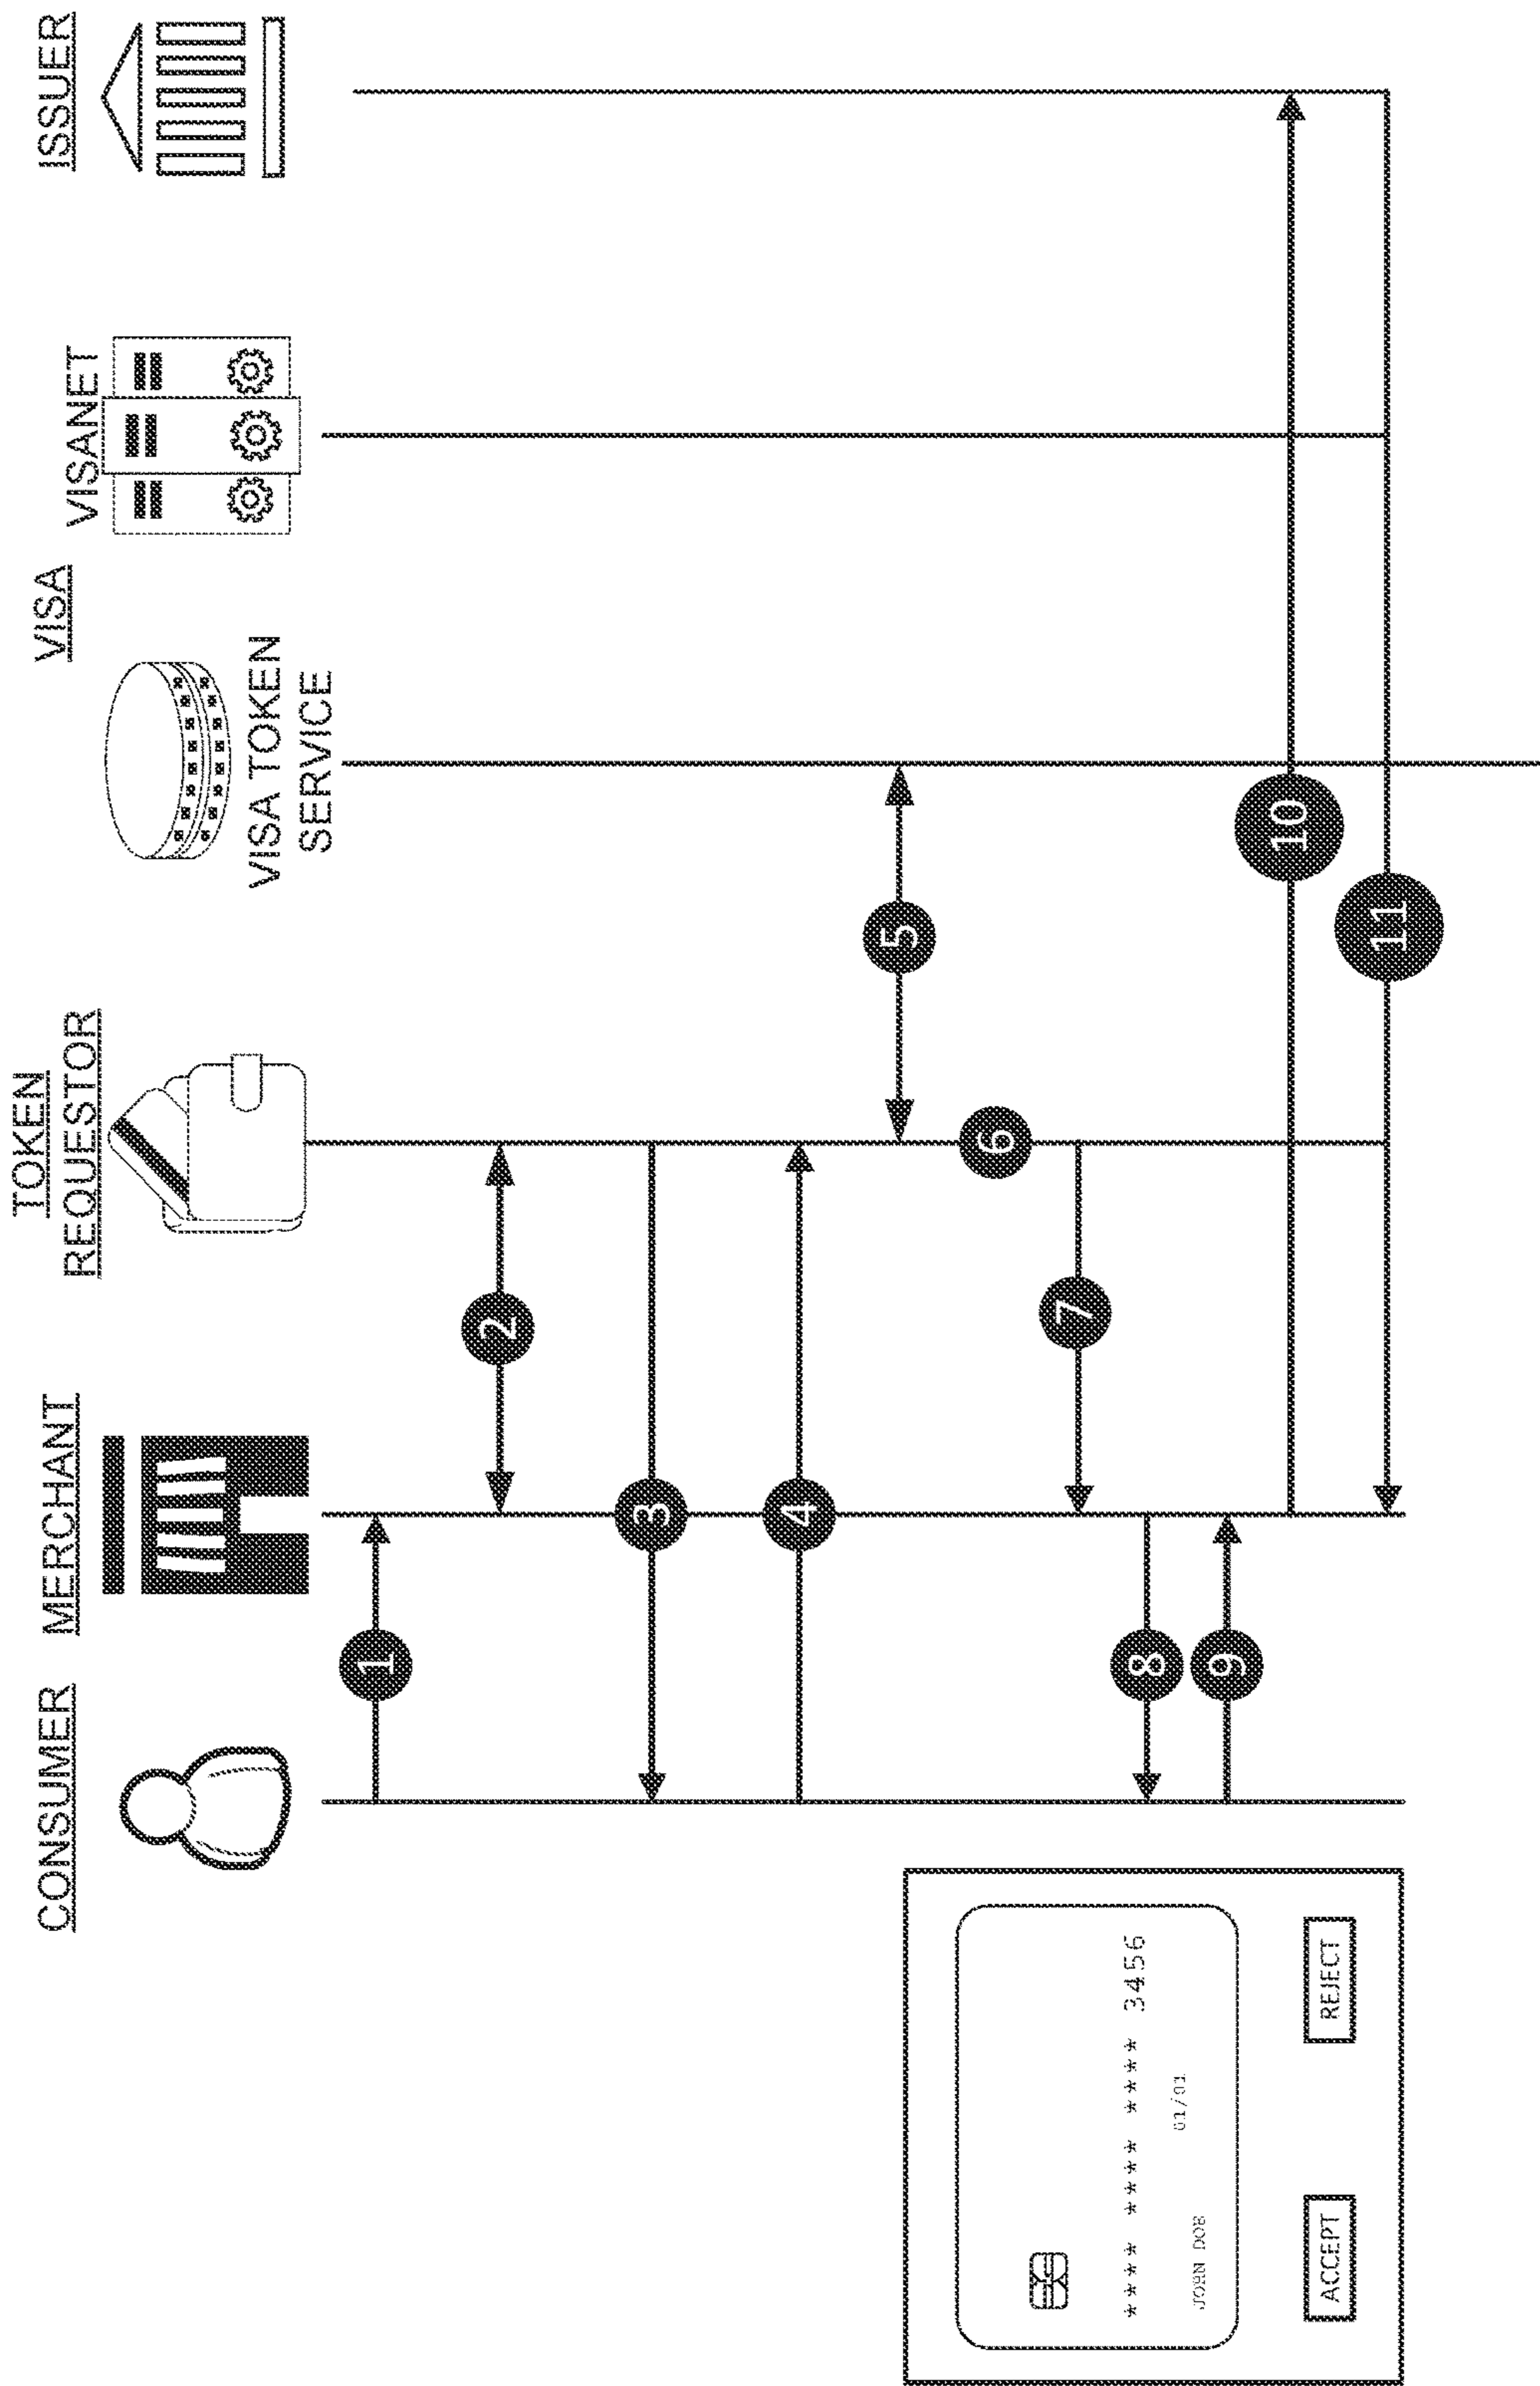 CONSUMER
MERCHANT
TOKEN
REQUESTOR
VISA
VISA TOKEN
SERVICE
VISANET
ISSUER
1
2
3
4
5
6
7
8
9
10
11
**** **** **** 3456
01/01
JOHN DOE
ACCEPT
REJECT